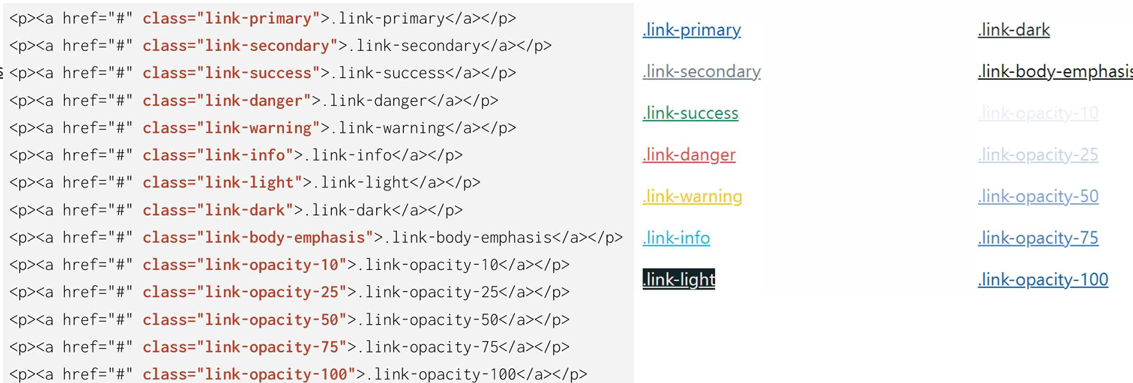 <p><a href="#" class="link-primary">.link-primary</a></p>
<p><a href="#" class="link-secondary">.link-secondary</a></p>
<p><a href="#" class="link-success">.link-success</a></p>
<p><a href="#" class="link-danger">.link-danger</a></p>
<p><a href="#" class="link-warning">.link-warning</a></p>
<p><a href="#" class="link-info">.link-info</a></p>
<p><a href="#" class="link-light">.link-light</a></p>
<p><a href="#" class="link-dark">.link-dark</a></p>
<p><a href="#" class="link-body-emphasis">.link-body-emphasis</a></p>
<p><a href="#" class="link-opacity-10">.link-opacity-10</a></p>
<p><a href="#" class="link-opacity-25">.link-opacity-25</a></p>
<p><a href="#" class="link-opacity-50">.link-opacity-50</a></p>
<p><a href="#" class="link-opacity-75">.link-opacity-75</a></p>
<p><a href="#" class="link-opacity-100">.link-opacity-100</a></p>
.link-primary
.link-secondary
.link-success
.link-danger
.link-warning
.link-info
.link-light
.link-dark
.link-body-emphasis
.link-opacity-10
.link-opacity-25
.link-opacity-50
.link-opacity-75
.link-opacity-100